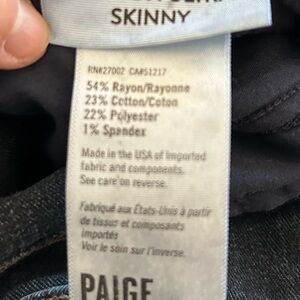 SKINNY
RN#27002 CA#51217
54% Rayon/Rayonne
23% Cotton/Coton
22% Polyester
1% Spandex
Made in the USA of imported
fabric and components.
See care on reverse.
Fabriqué aux États-Unis à partir
de tissus et composants
importés
Voir le soin sur l'inverse.
PAIGE